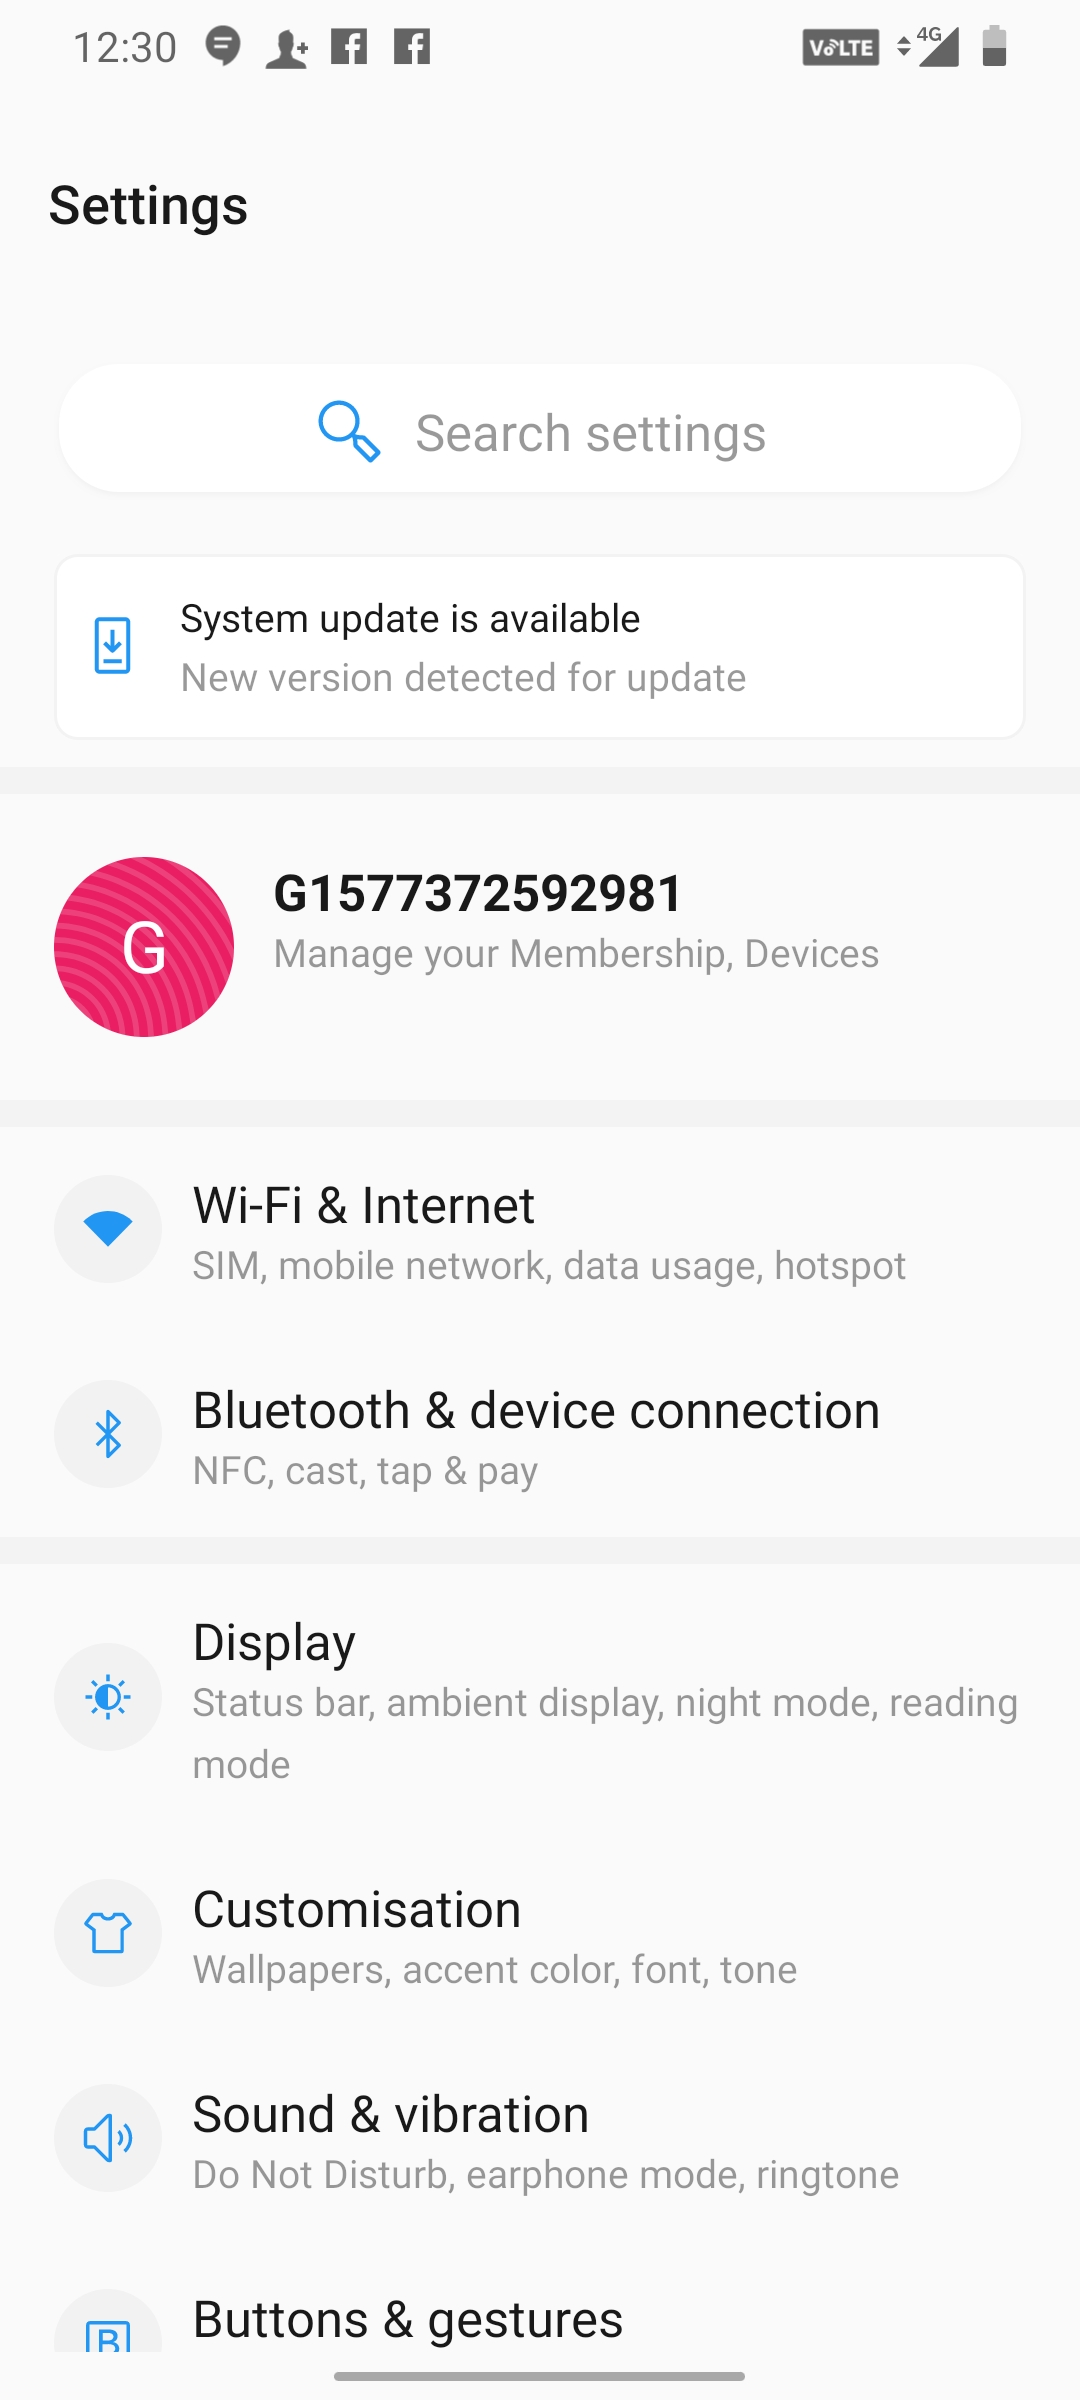 12:30
VoLTE 4G
Settings
Search settings
System update is available
New version detected for update
G
G1577372592981
Manage your Membership, Devices
Wi-Fi & Internet
SIM, mobile network, data usage, hotspot
Bluetooth & device connection
NFC, cast, tap & pay
Display
Status bar, ambient display, night mode, reading
mode
Customisation
Wallpapers, accent color, font, tone
Sound & vibration
Do Not Disturb, earphone mode, ringtone
Buttons & gestures
B